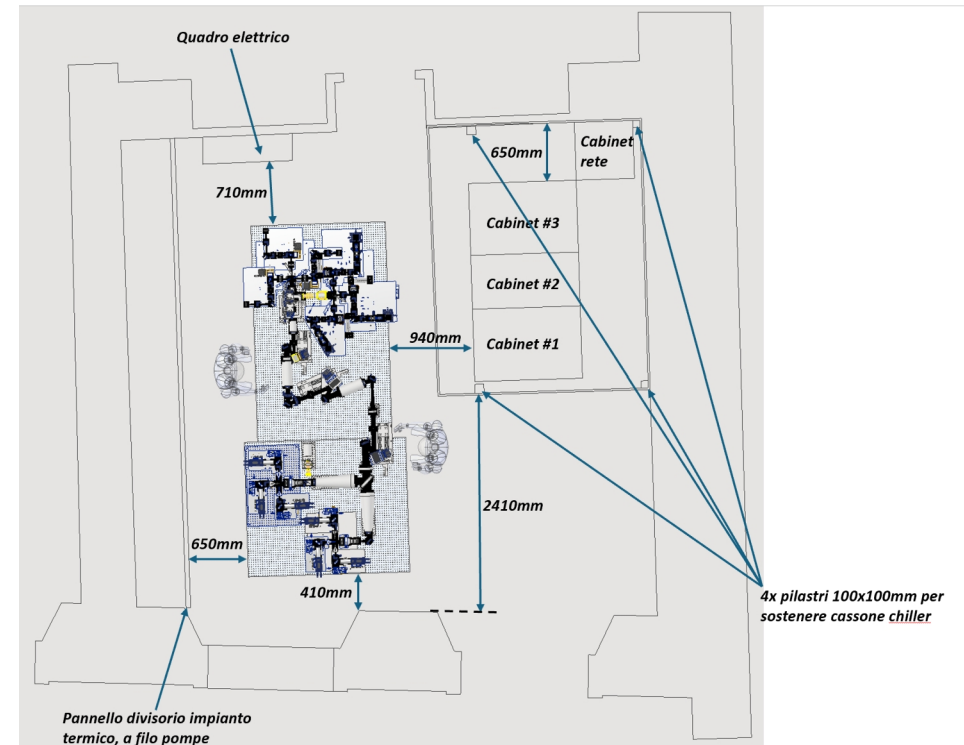 Quadro elettrico
650mm
Cabinet
rete
710mm
Cabinet #3
Cabinet #2
940mm
Cabinet #1
2410mm
650mm
410mm
4x pilastri 100x100mm per
sostenere cassone chiller
Pannello divisorio impianto
termico, a filo pompe